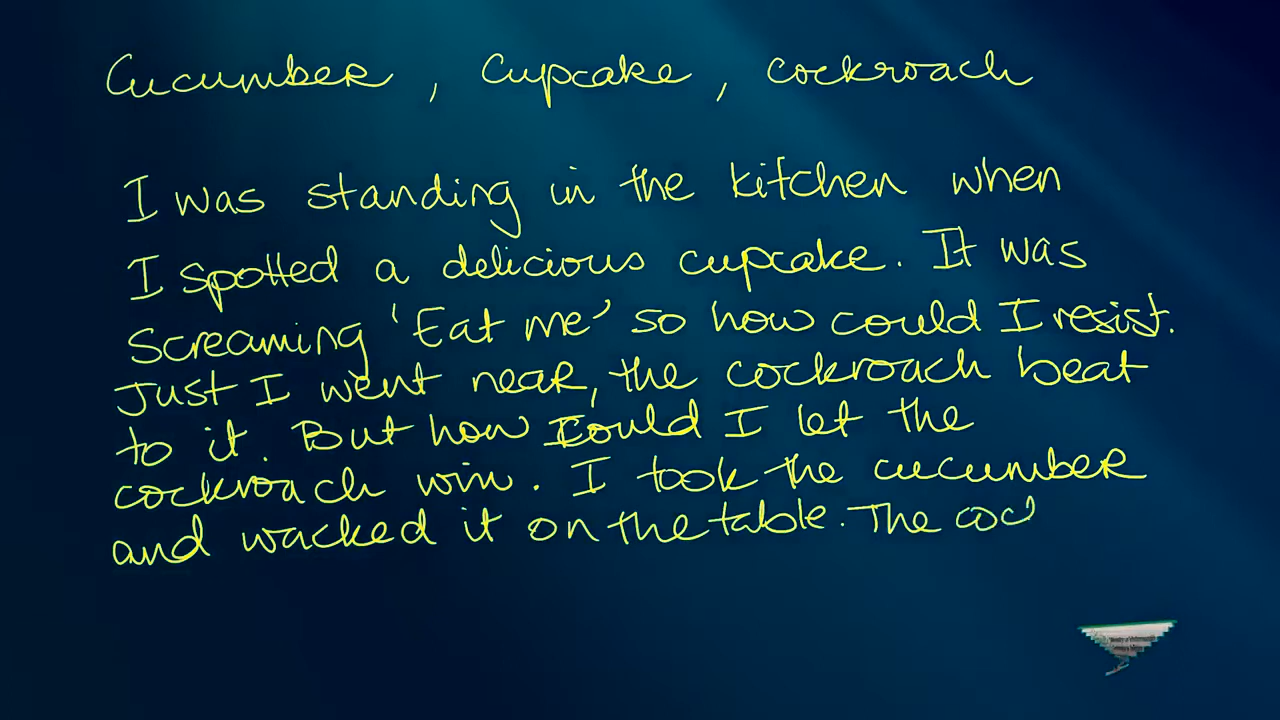 Cucumber, Cupcake, cockroach
I was standing in the kitchen when
I spotted a delicious cupcake. It was
screaming 'Eat me' so how could I resist.
Just I went near, the cockroach beat
to it. But how could I let the
cockroach win. I took the cucumber
and wacked it on the table. The coc